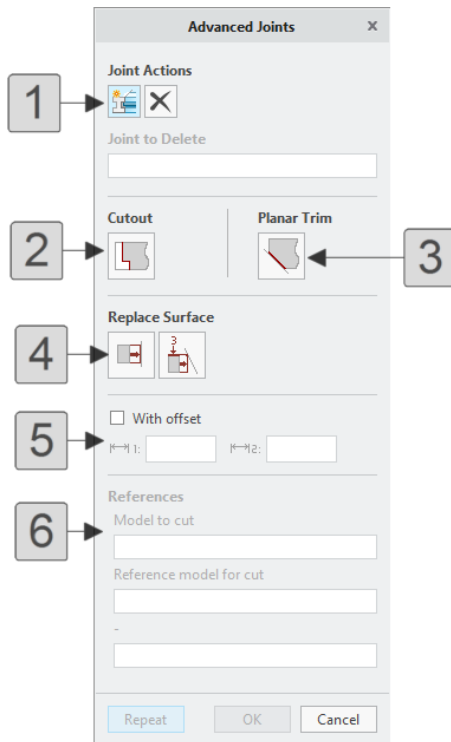 Advanced Joints x
1
Joint Actions
Joint to Delete
2
Cutout Planar Trim
3
4
Replace Surface
3
5
With offset
1: 2:
6
References
Model to cut
Reference model for cut
-
Repeat OK Cancel